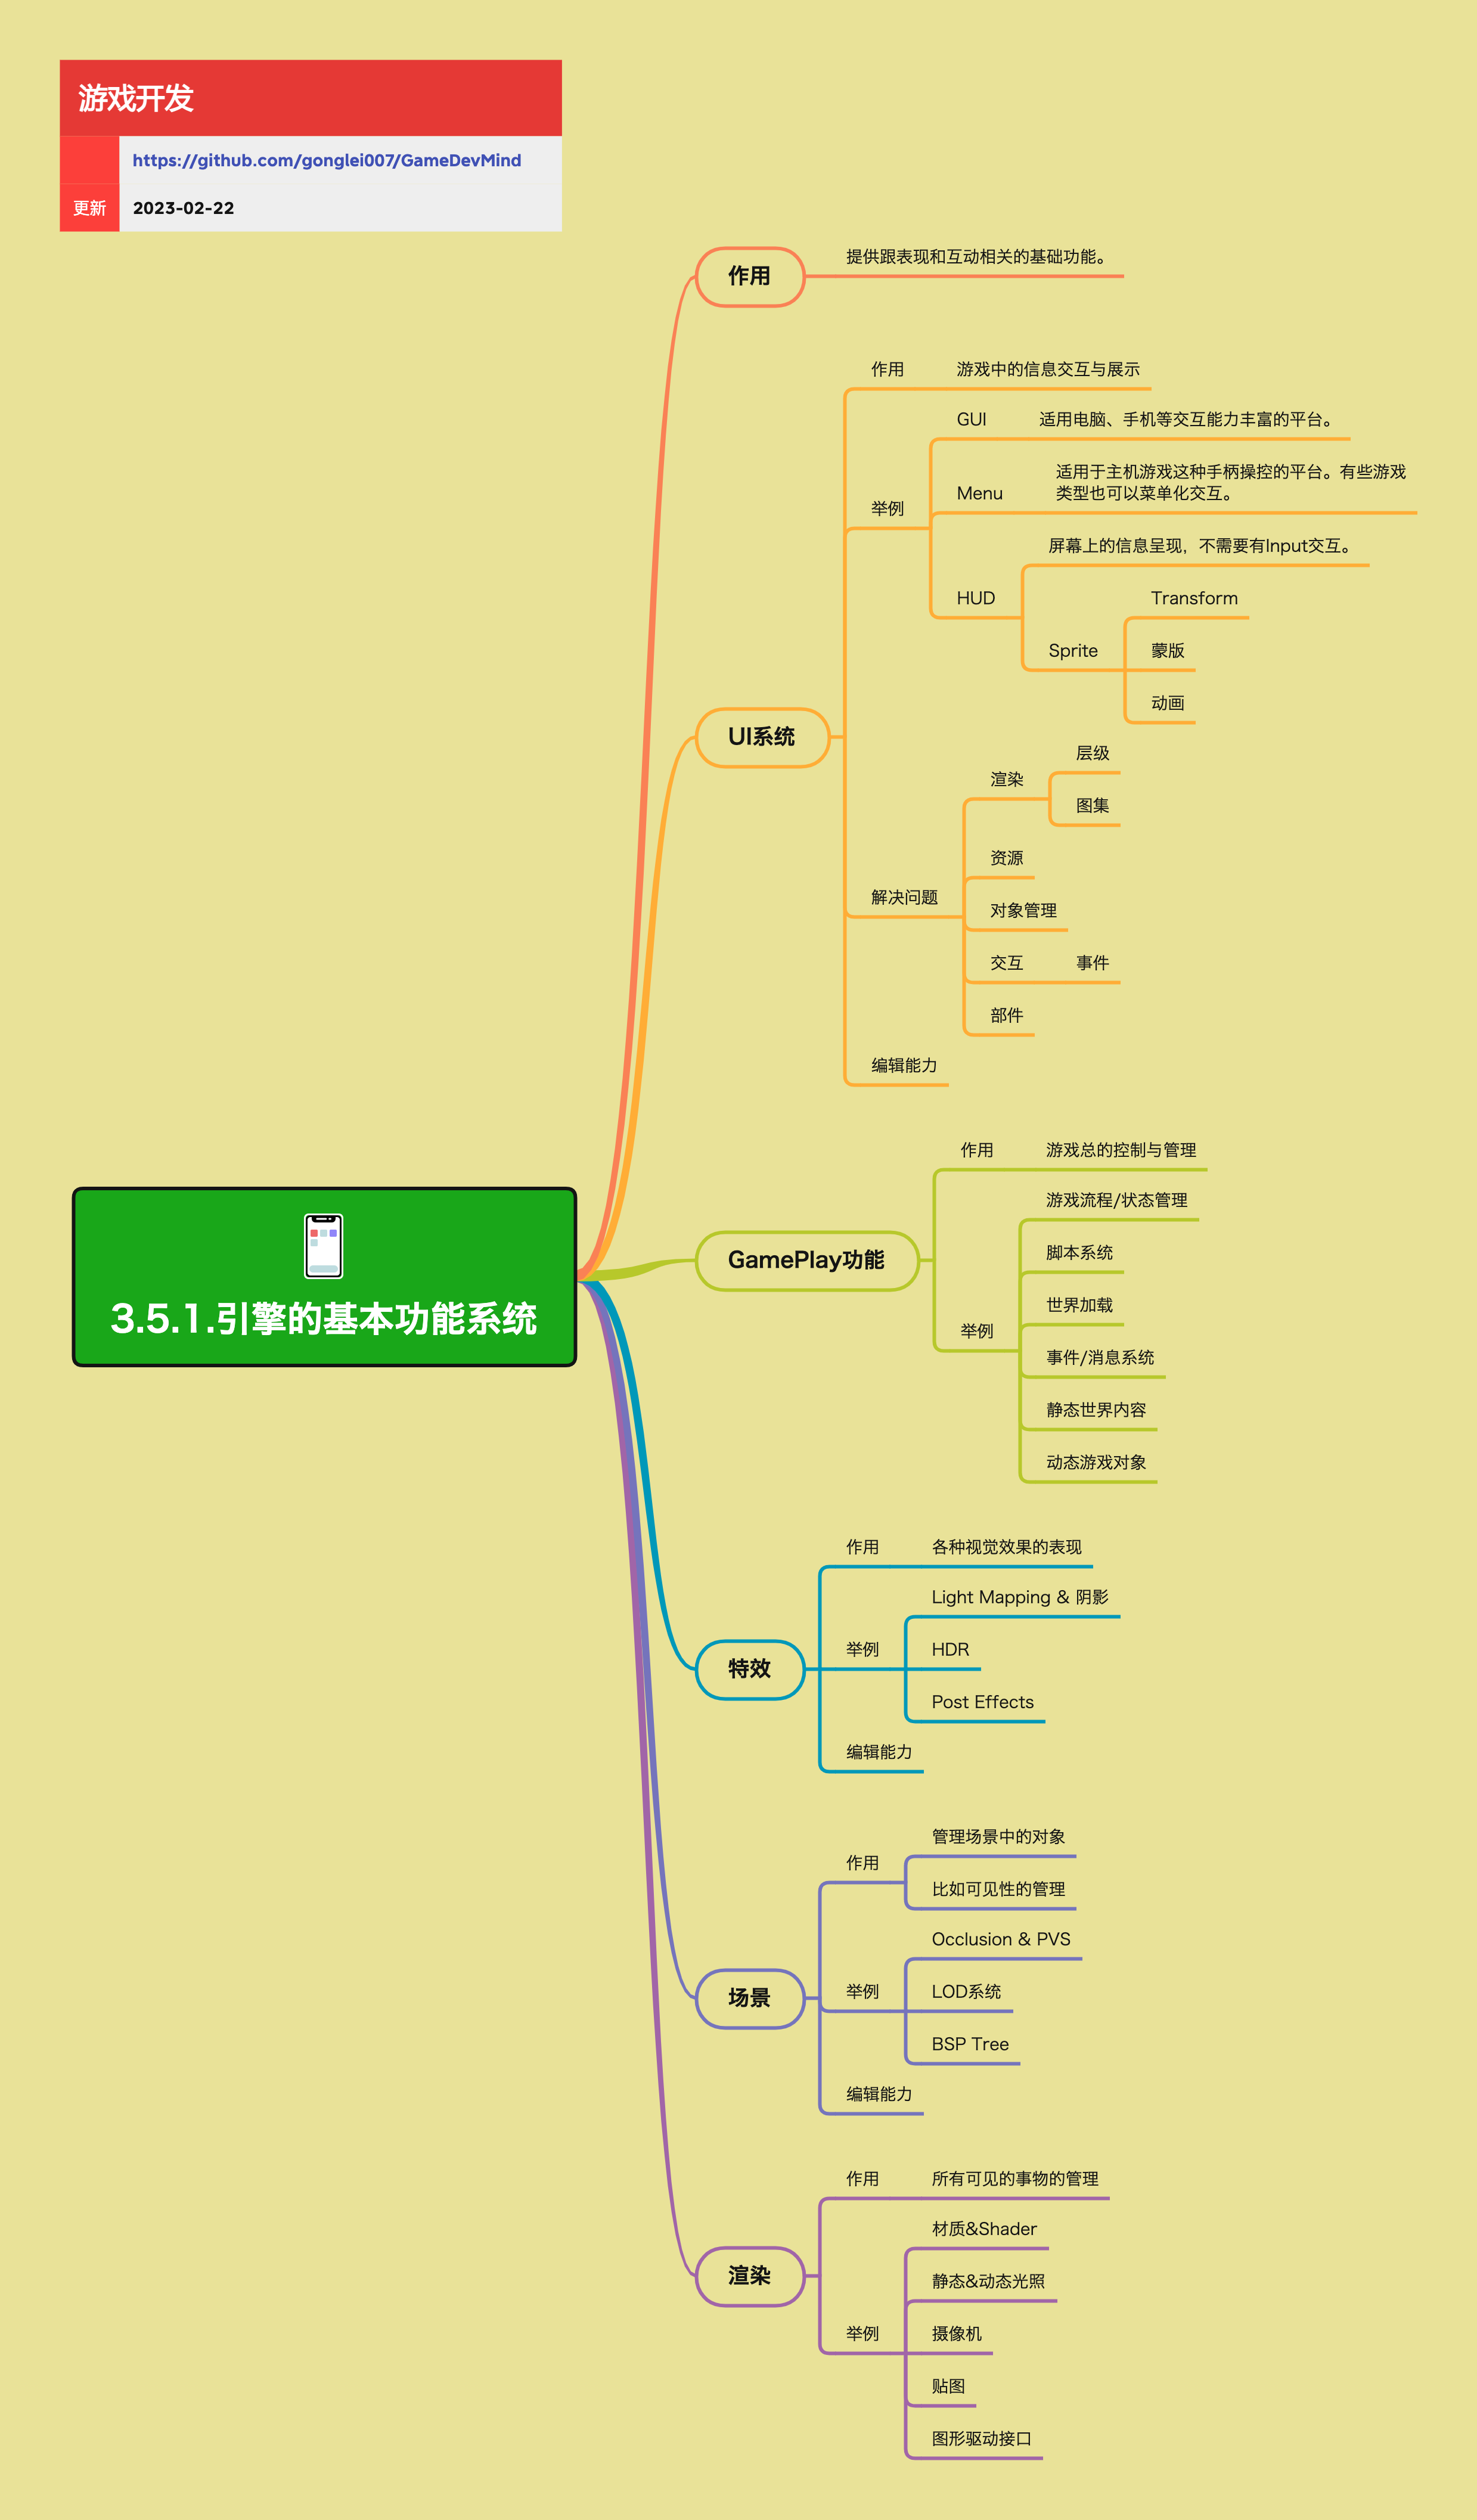 游戏开发
https://github.com/gonglei007/GameDevMind
更新
2023-02-22
3.5.1.引擎的基本功能系统
作用
提供跟表现和互动相关的基础功能。
UI系统
作用
游戏中的信息交互与展示
举例
GUI
适用电脑、手机等交互能力丰富的平台。
Menu
适用于主机游戏这种手柄操控的平台。有些游戏
类型也可以菜单化交互。
HUD
屏幕上的信息呈现，不需要有Input交互。
Sprite
Transform
蒙版
动画
解决问题
渲染
层级
图集
资源
对象管理
交互
事件
部件
编辑能力
GamePlay功能
作用
游戏总的控制与管理
举例
游戏流程/状态管理
脚本系统
世界加载
事件/消息系统
静态世界内容
动态游戏对象
特效
作用
各种视觉效果的表现
举例
Light Mapping & 阴影
HDR
Post Effects
编辑能力
场景
作用
管理场景中的对象
比如可见性的管理
举例
Occlusion & PVS
LOD系统
BSP Tree
编辑能力
渲染
作用
所有可见的事物的管理
举例
材质&Shader
静态&动态光照
摄像机
贴图
图形驱动接口